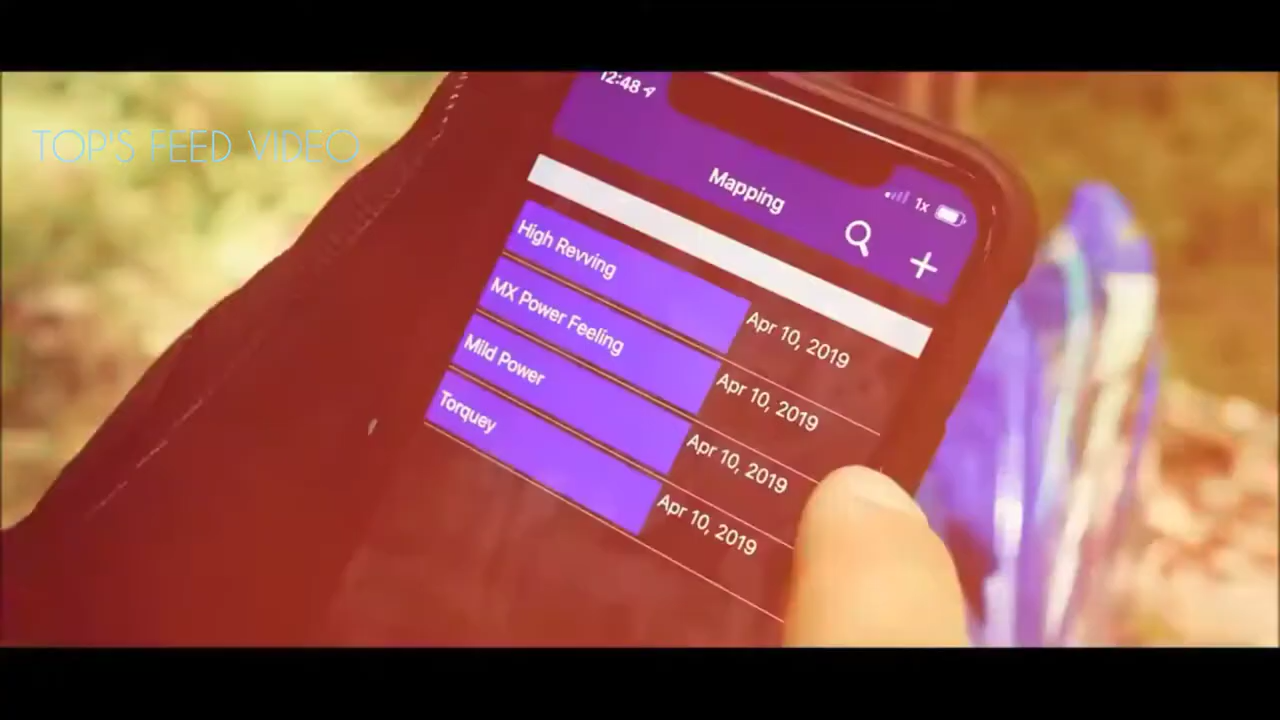 TOP'S FEED VIDEO
12:48
1x
Mapping
High Revving Apr 10, 2019
MX Power Feeling Apr 10, 2019
Mild Power Apr 10, 2019
Torquey Apr 10, 2019